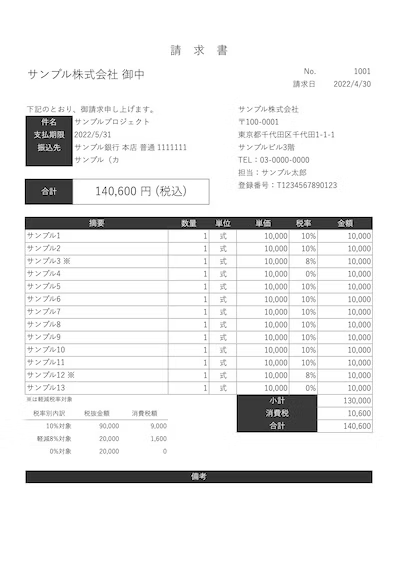 請求書
サンプル株式会社 御中
No. 1001
請求日 2022/4/30
下記のとおり、御請求申し上げます。
件名 サンプルプロジェクト
支払期限 2022/5/31
振込先 サンプル銀行 本店 普通 1111111
サンプル（カ
サンプル株式会社
〒100-0001
東京都千代田区千代田1-1-1
サンプルビル3階
TEL：03-0000-0000
担当：サンプル太郎
登録番号：T1234567890123
合計 140,600 円 (税込)
摘要 数量 単位 単価 税率 金額
サンプル1 1 式 10,000 10% 10,000
サンプル2 1 式 10,000 10% 10,000
サンプル3 ※ 1 式 10,000 8% 10,000
サンプル4 1 式 10,000 0% 10,000
サンプル5 1 式 10,000 10% 10,000
サンプル6 1 式 10,000 10% 10,000
サンプル7 1 式 10,000 10% 10,000
サンプル8 1 式 10,000 10% 10,000
サンプル9 1 式 10,000 10% 10,000
サンプル10 1 式 10,000 10% 10,000
サンプル11 1 式 10,000 10% 10,000
サンプル12 ※ 1 式 10,000 8% 10,000
サンプル13 1 式 10,000 0% 10,000
※は軽減税率対象
小計 130,000
消費税 10,600
合計 140,600
税率別内訳 税抜金額 消費税額
10%対象 90,000 9,000
軽減8%対象 20,000 1,600
0%対象 20,000 0
備考